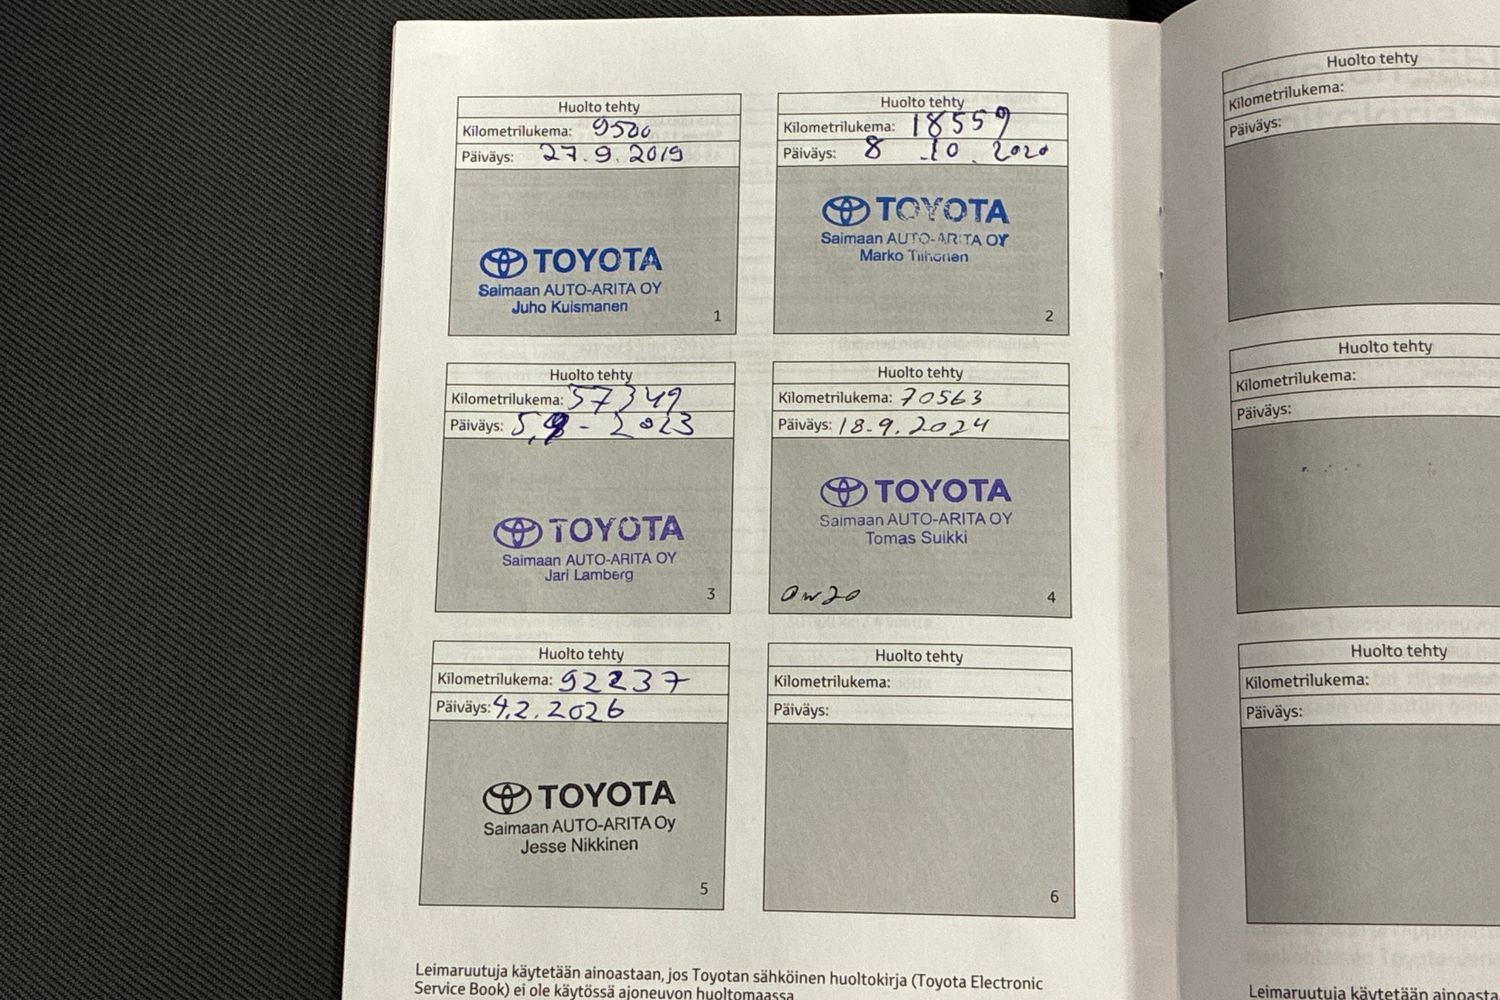 Huolto tehty
Kilometrilukema: 9500
Päiväys: 27.9.2019
TOYOTA
Saimaan AUTO-ARITA OY
Juho Kuismanen
1
Huolto tehty
Kilometrilukema: 18559
Päiväys: 8 .10.2020
TOYOTA
Saimaan AUTO-ARITA OY
Marko Tiihonen
2
Huolto tehty
Kilometrilukema: 57349
Päiväys: - 2023
TOYOTA
Saimaan AUTO-ARITA OY
Jari Lamberg
3
Huolto tehty
Kilometrilukema: 70563
Päiväys: 18.9.2024
TOYOTA
Saimaan AUTO-ARITA OY
Tomas Suikki
0w20
4
Huolto tehty
Kilometrilukema: 92237
Päiväys: 4.2.2026
TOYOTA
Saimaan AUTO-ARITA Oy
Jesse Nikkinen
5
Huolto tehty
Kilometrilukema:
Päiväys:
6
Leimaruutuja käytetään ainoastaan, jos Toyotan sähköinen huoltokirja (Toyota Electronic
Service Book) ei ole käytössä ajoneuvon huoltomaassa.
Huolto tehty
Kilometrilukema:
Päiväys:
Huolto tehty
Kilometrilukema:
Päiväys:
Huolto tehty
Kilometrilukema:
Päiväys:
Leimaruutuja käytetään